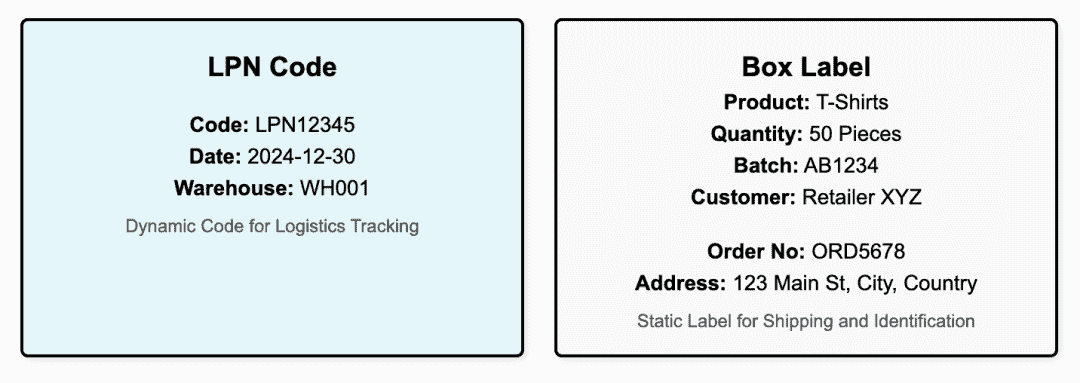 LPN Code
Code: LPN12345
Date: 2024-12-30
Warehouse: WH001
Dynamic Code for Logistics Tracking
Box Label
Product: T-Shirts
Quantity: 50 Pieces
Batch: AB1234
Customer: Retailer XYZ
Order No: ORD5678
Address: 123 Main St, City, Country
Static Label for Shipping and Identification